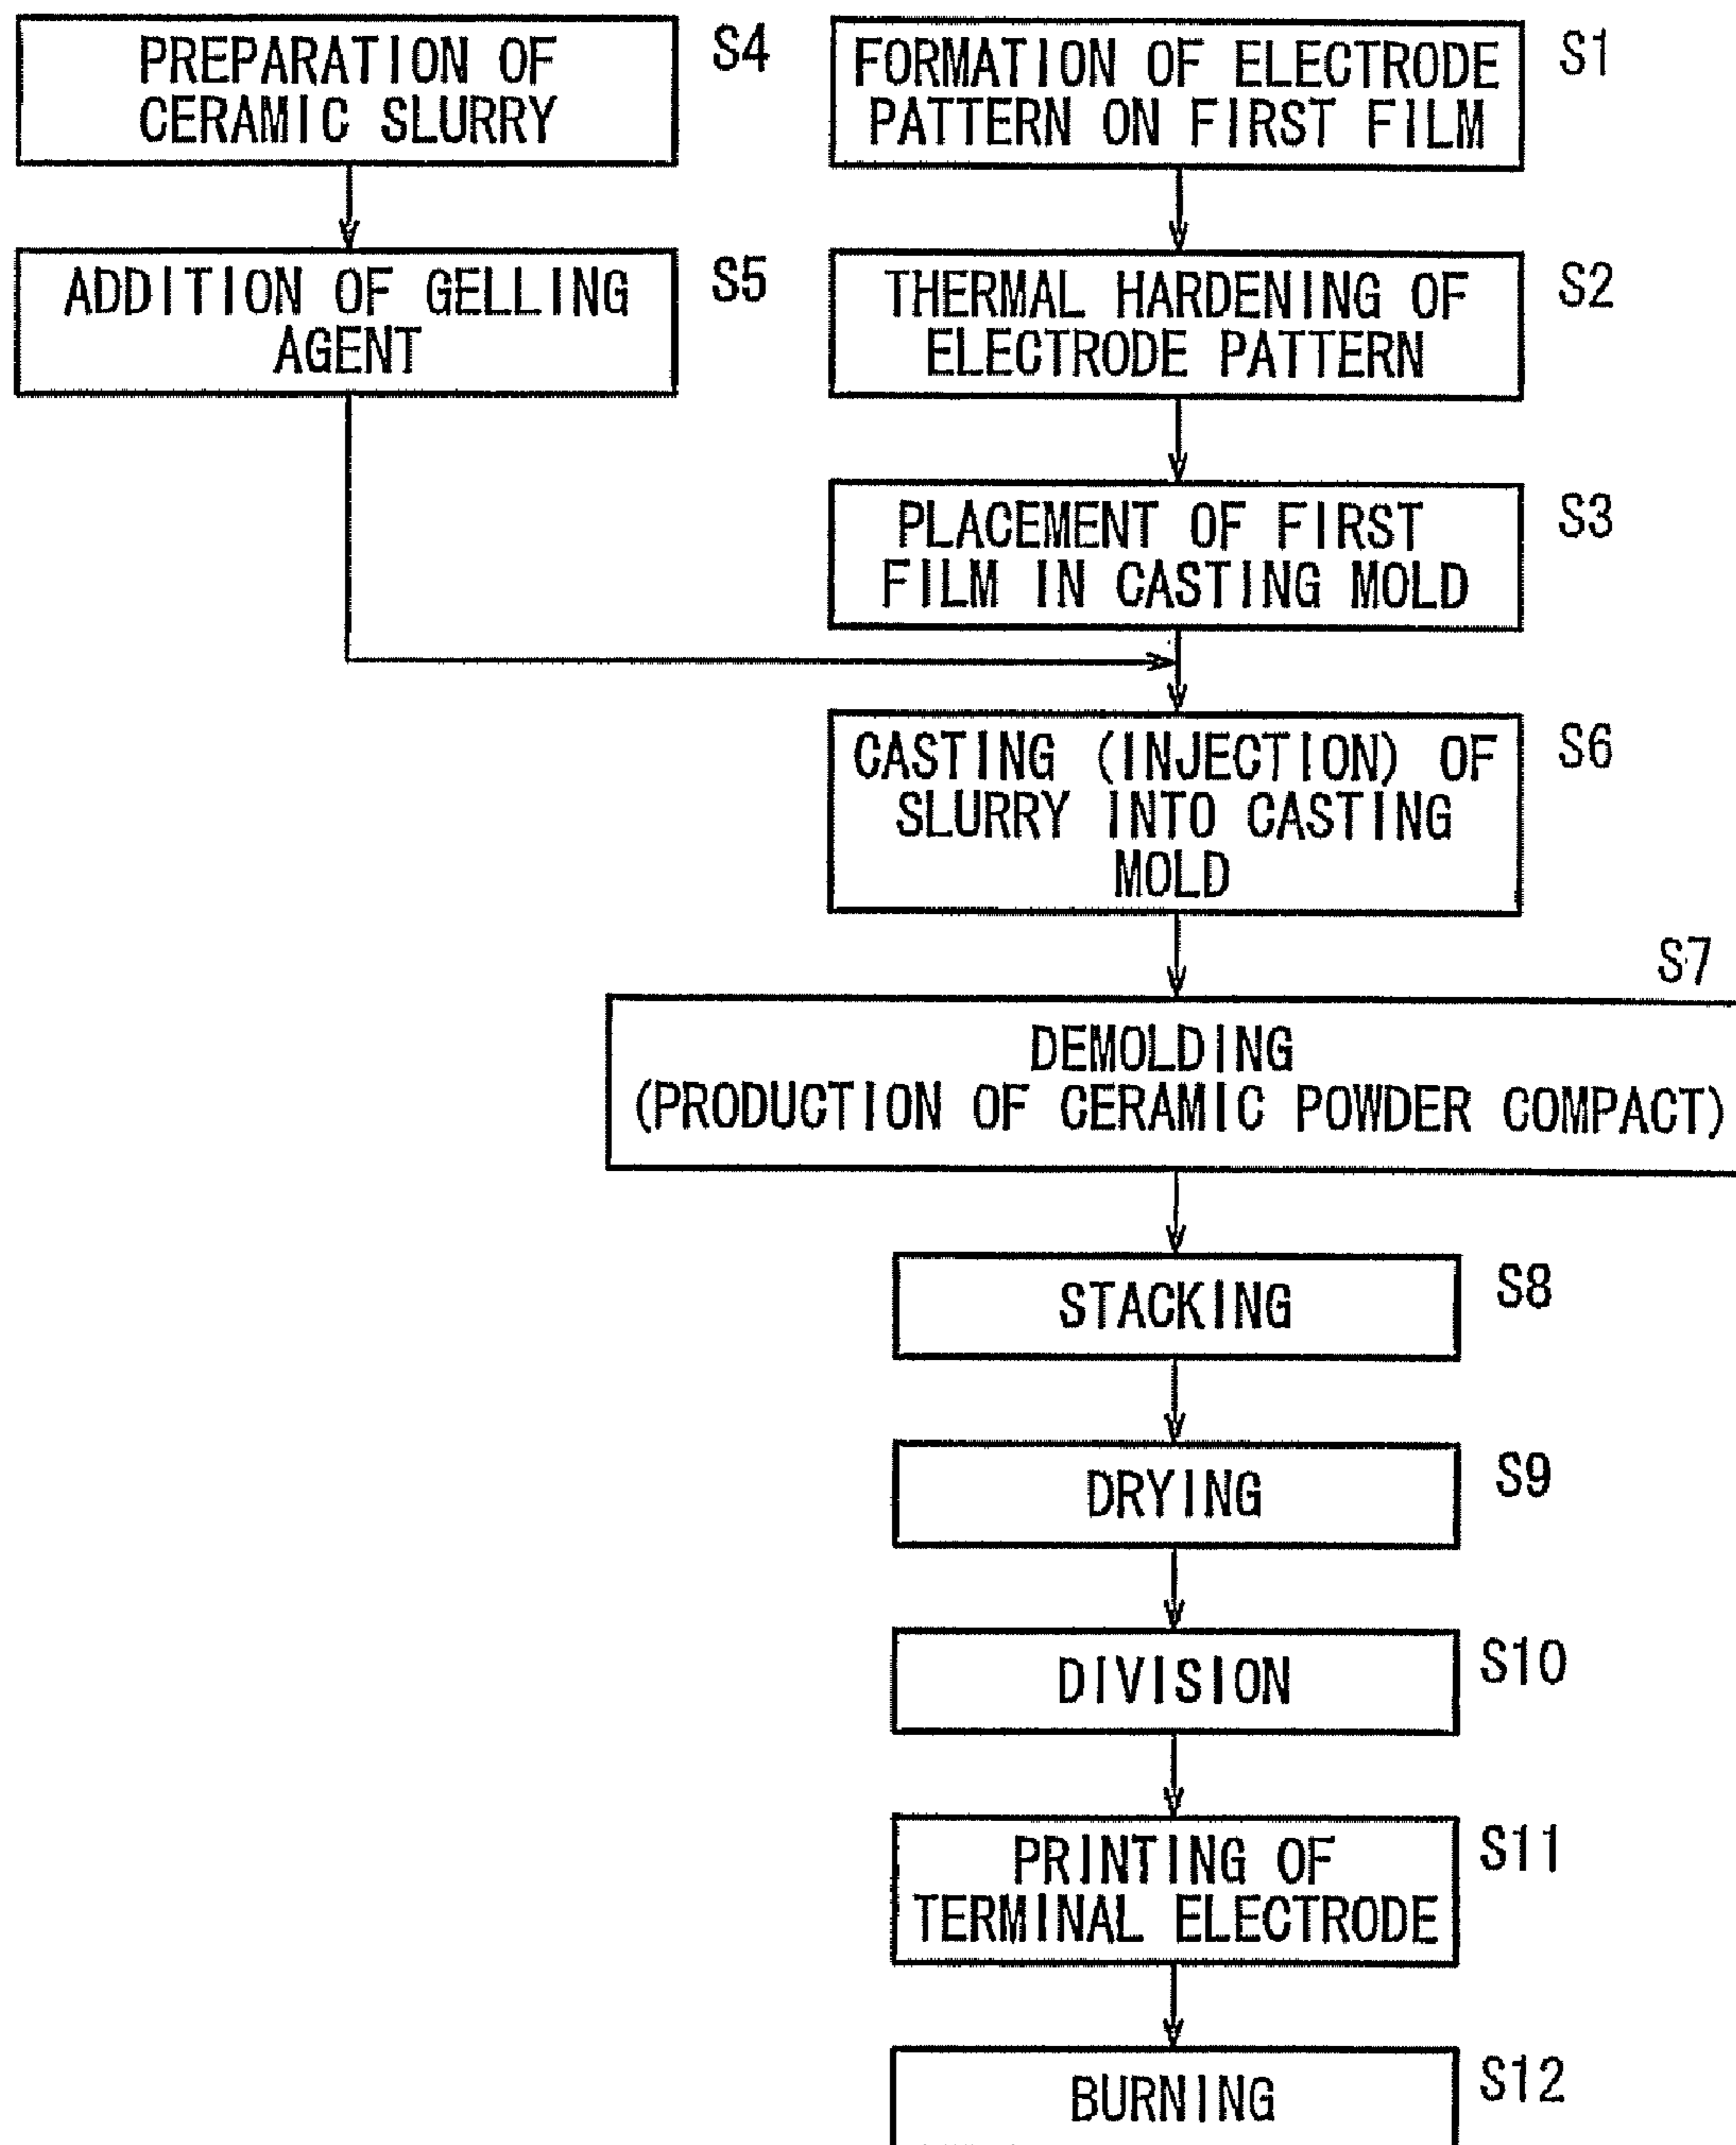 PREPARATION OF
CERAMIC SLURRY
S4
FORMATION OF ELECTRODE
PATTERN ON FIRST FILM
S1
ADDITION OF GELLING
AGENT
S5
THERMAL HARDENING OF
ELECTRODE PATTERN
S2
PLACEMENT OF FIRST
FILM IN CASTING MOLD
S3
CASTING (INJECTION) OF
SLURRY INTO CASTING
MOLD
S6
S7
DEMOLDING
(PRODUCTION OF CERAMIC POWDER COMPACT)
STACKING
S8
DRYING
S9
DIVISION
S10
PRINTING OF
TERMINAL ELECTRODE
S11
BURNING
S12